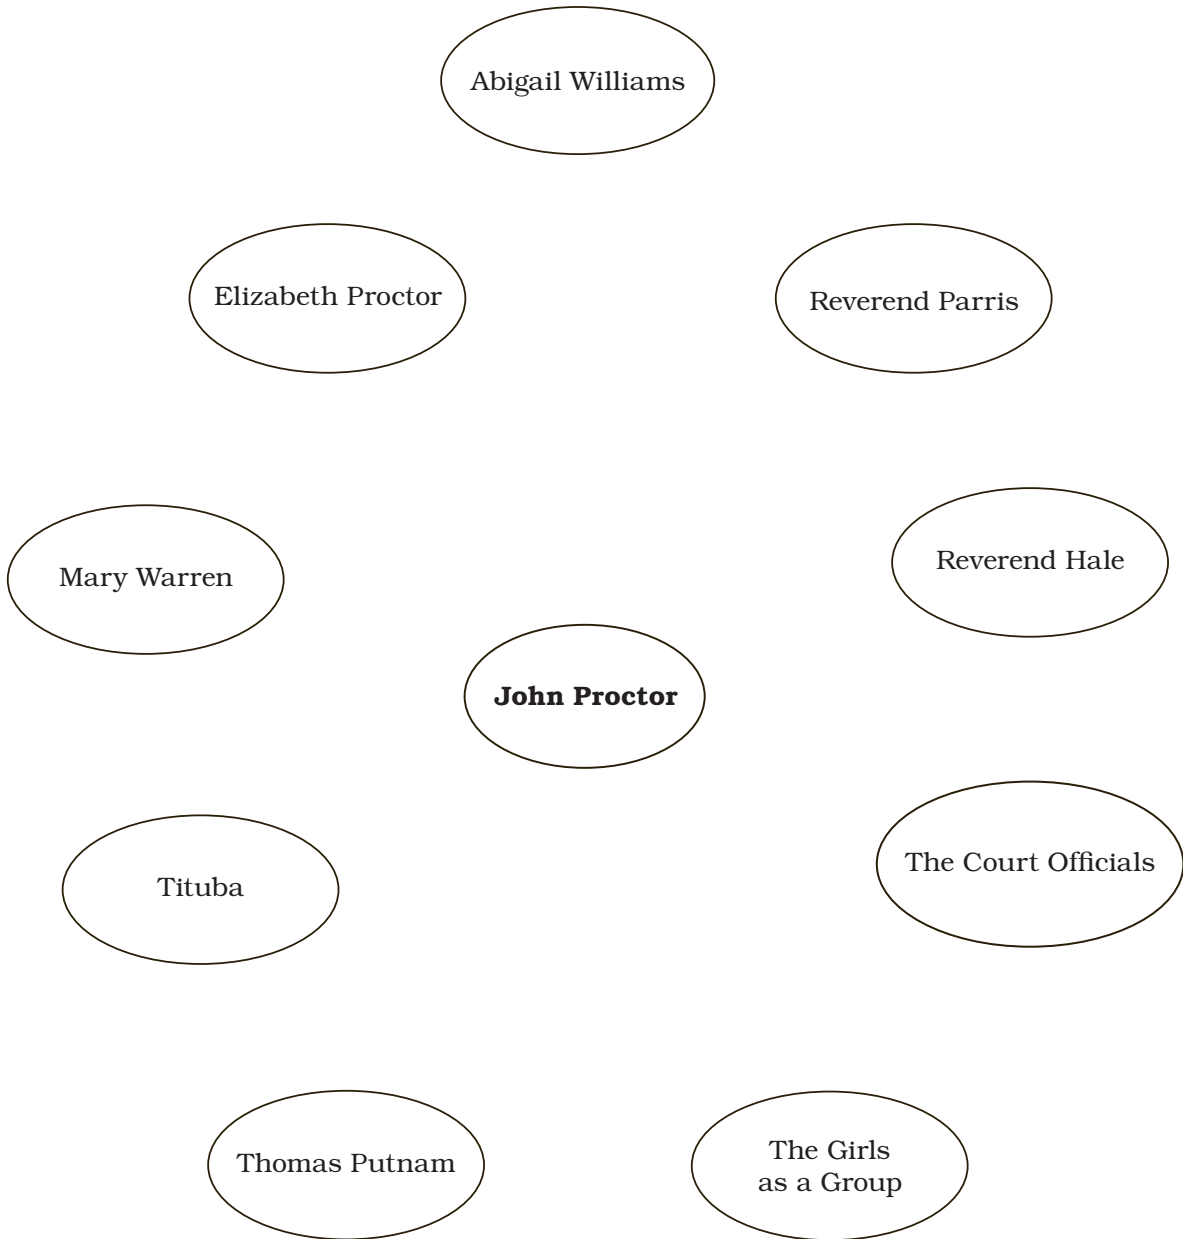 Abigail Williams
Elizabeth Proctor
Reverend Parris
Mary Warren
Reverend Hale
John Proctor
Tituba
The Court Officials
Thomas Putnam
The Girls
as a Group